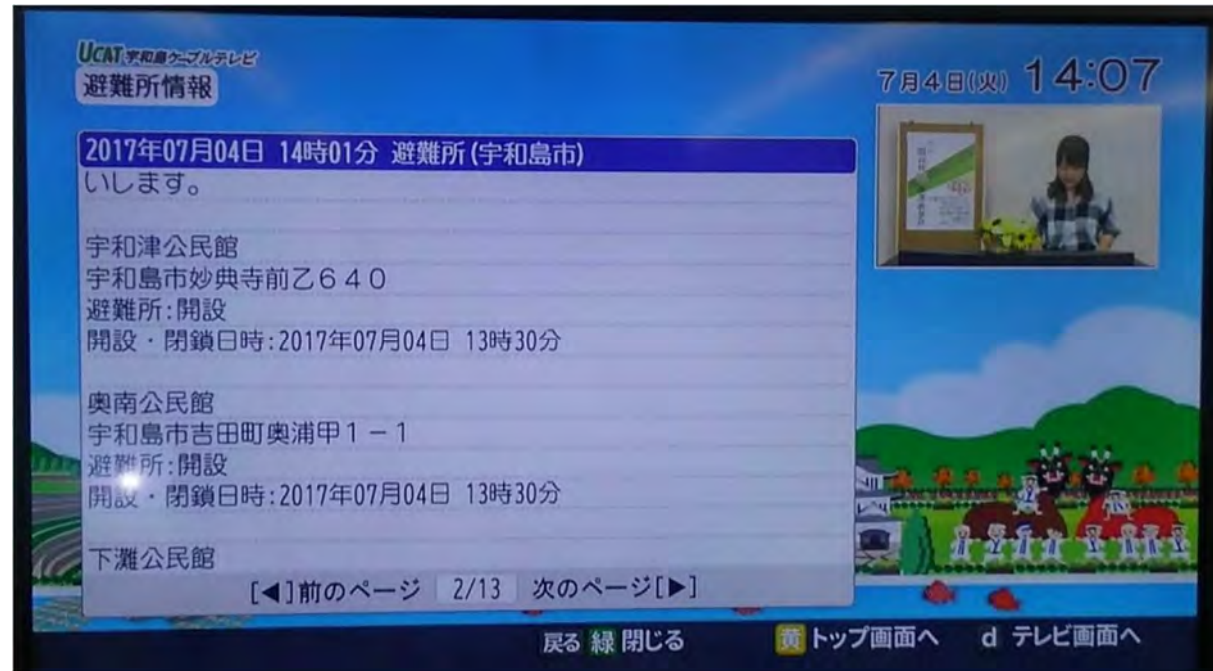 UCAT 宇和島ケーブルテレビ
避難所情報
7月4日(火) 14:07
2017年07月04日 14時01分 避難所(宇和島市)
いします。
宇和津公民館
宇和島市妙典寺前乙640
避難所:開設
開設・閉鎖日時:2017年07月04日 13時30分
奥南公民館
宇和島市吉田町奥浦甲1-1
避難所:開設
開設・閉鎖日時:2017年07月04日 13時30分
下灘公民館
[◀]前のページ 2/13 次のページ[▶]
戻る 緑 閉じる 黄 トップ画面へ d テレビ画面へ